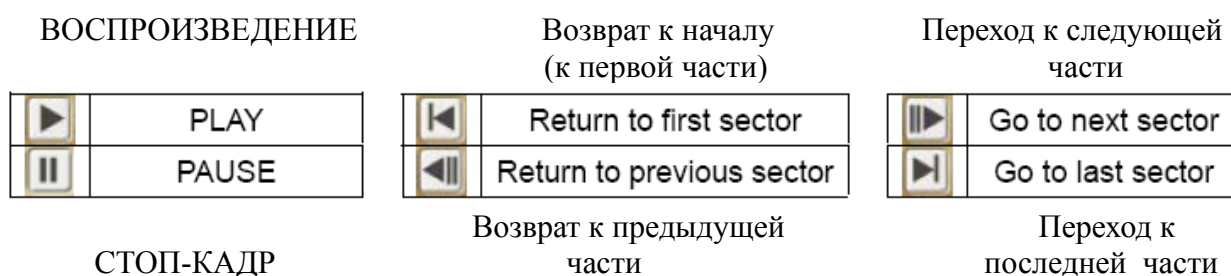 ВОСПРОИЗВЕДЕНИЕ
Возврат к началу
(к первой части)
Переход к следующей
части
PLAY
Return to first sector
Go to next sector
PAUSE
Return to previous sector
Go to last sector
СТОП-КАДР
Возврат к предыдущей
части
Переход к
последней части